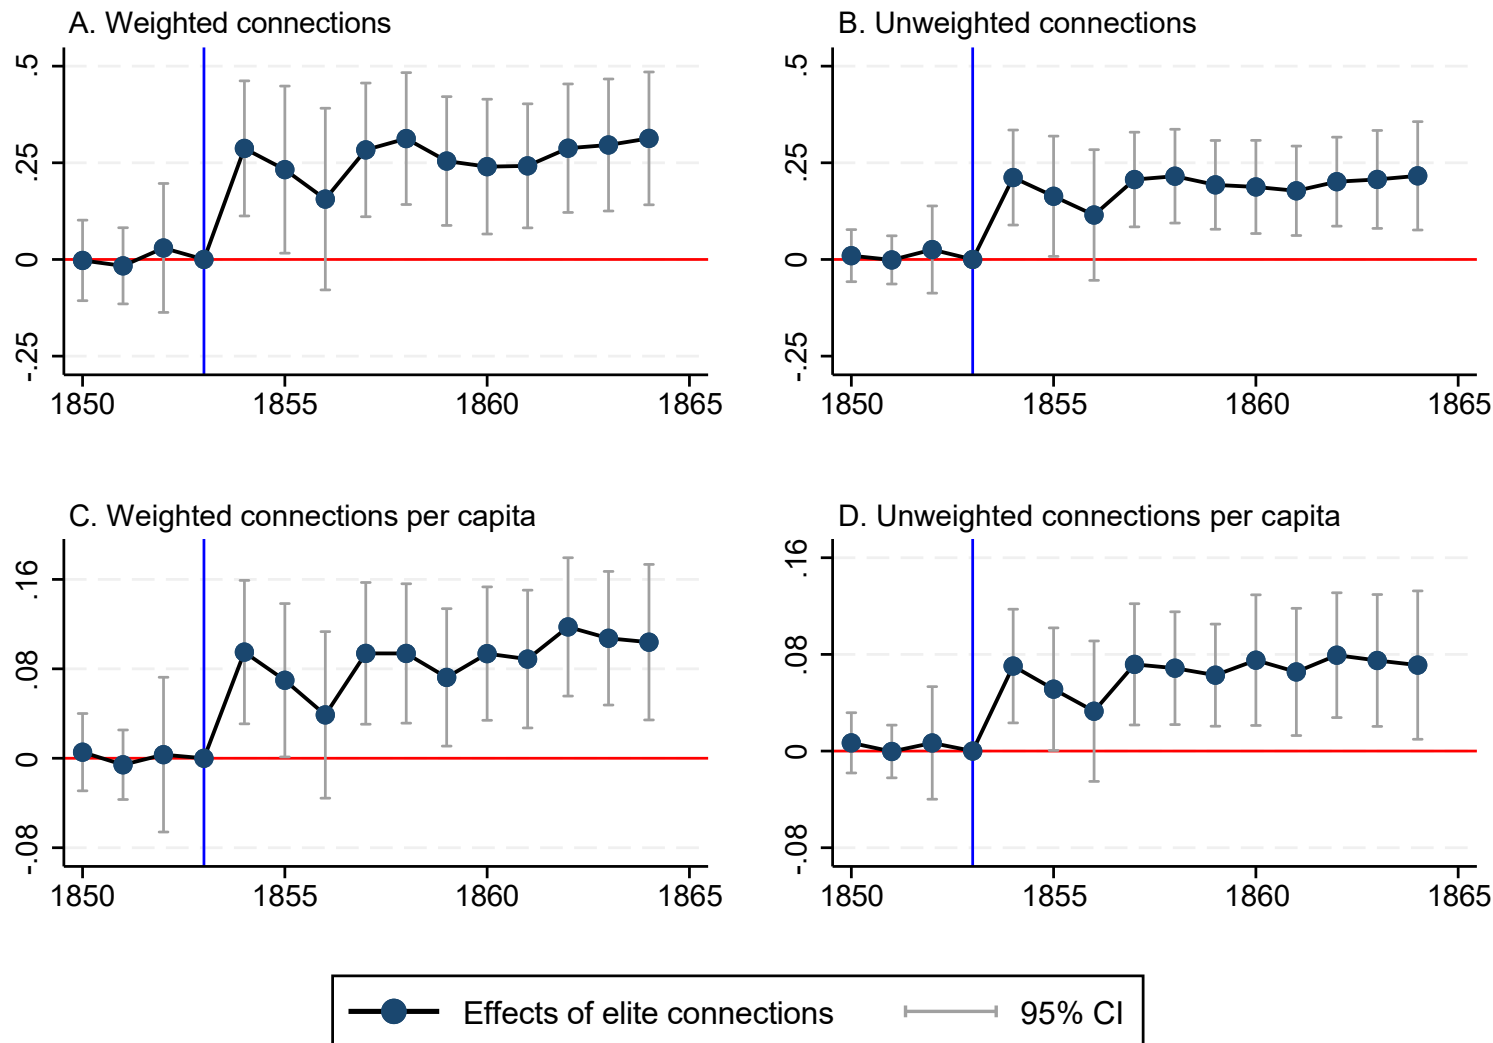 A. Weighted connections
.5
.25
0
-.25
1850 1855 1860 1865
B. Unweighted connections
.5
.25
0
-.25
1850 1855 1860 1865
C. Weighted connections per capita
.16
.08
0
-.08
1850 1855 1860 1865
D. Unweighted connections per capita
.16
.08
0
-.08
1850 1855 1860 1865
Effects of elite connections 95% CI